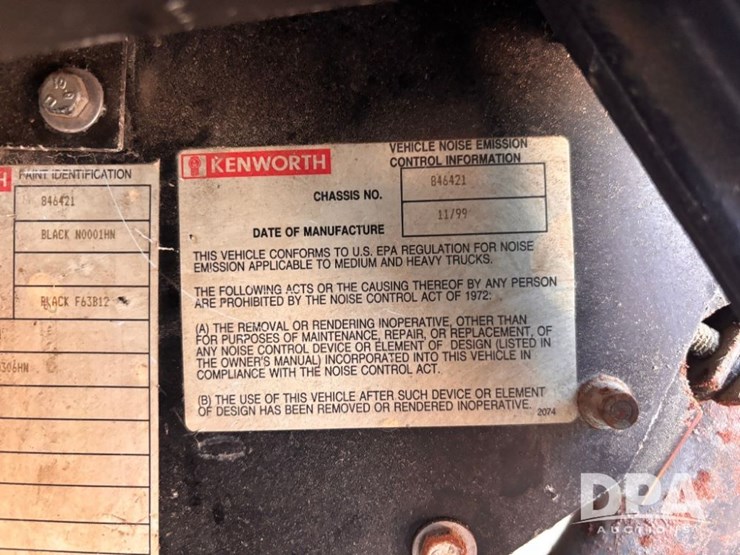 H PAINT IDENTIFICATION
846421
BLACK N0001HN
BLACK F63B12
0306HN
KENWORTH
VEHICLE NOISE EMISSION
CONTROL INFORMATION
CHASSIS NO. 846421
DATE OF MANUFACTURE 11/99
THIS VEHICLE CONFORMS TO U.S. EPA REGULATION FOR NOISE
EMISSION APPLICABLE TO MEDIUM AND HEAVY TRUCKS.
THE FOLLOWING ACTS OR THE CAUSING THEREOF BY ANY PERSON
ARE PROHIBITED BY THE NOISE CONTROL ACT OF 1972:
(A) THE REMOVAL OR RENDERING INOPERATIVE, OTHER THAN
FOR PURPOSES OF MAINTENANCE, REPAIR, OR REPLACEMENT, OF
ANY NOISE CONTROL DEVICE OR ELEMENT OF DESIGN (LISTED IN
THE OWNER'S MANUAL) INCORPORATED INTO THIS VEHICLE IN
COMPLIANCE WITH THE NOISE CONTROL ACT.
(B) THE USE OF THIS VEHICLE AFTER SUCH DEVICE OR ELEMENT
OF DESIGN HAS BEEN REMOVED OR RENDERED INOPERATIVE. 2074
DPA
AUCTIONS